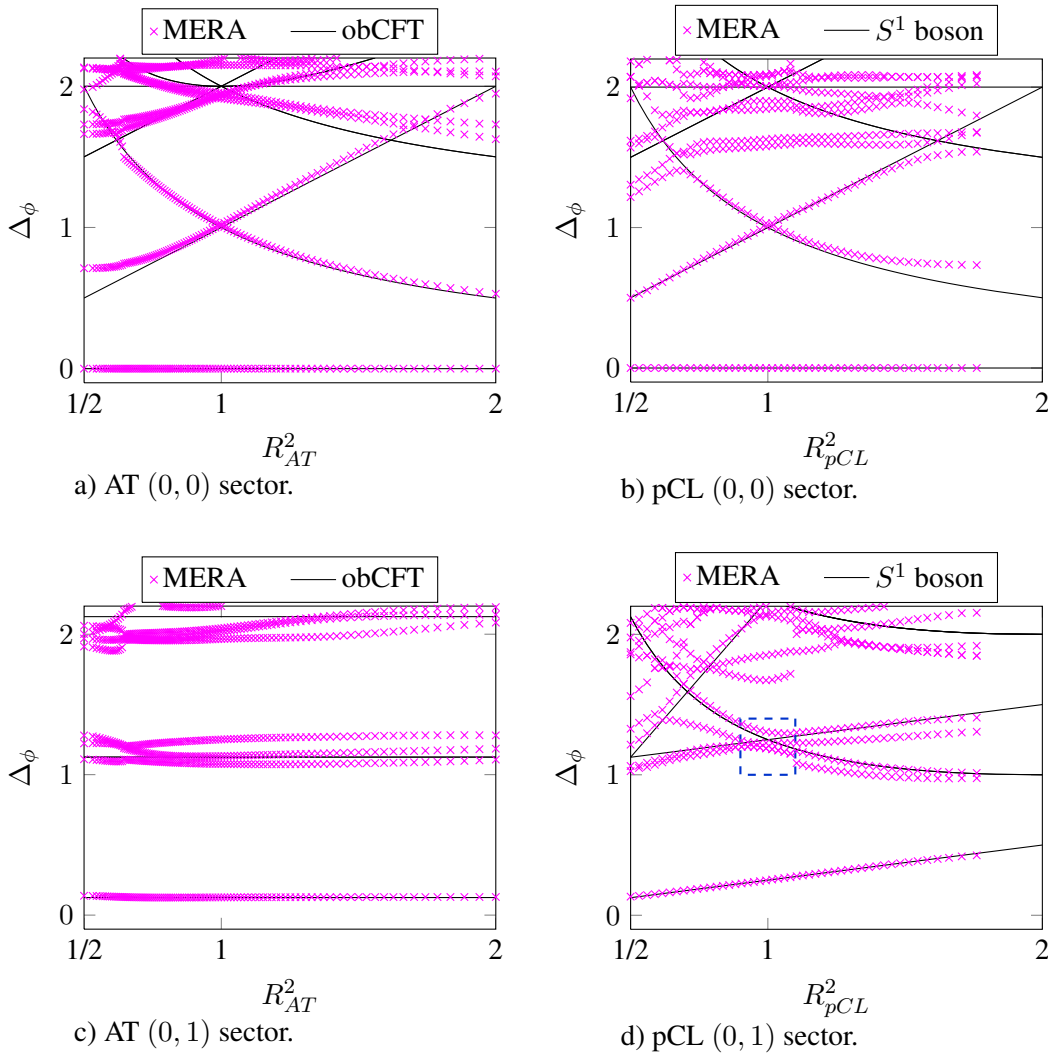 × MERA — obCFT
2
1
0
Δ_ϕ
1/2 1 2
R²_AT
a) AT (0, 0) sector.
× MERA — S¹ boson
2
1
0
Δ_ϕ
1/2 1 2
R²_pCL
b) pCL (0, 0) sector.
× MERA — obCFT
2
1
0
Δ_ϕ
1/2 1 2
R²_AT
c) AT (0, 1) sector.
× MERA — S¹ boson
2
1
0
Δ_ϕ
1/2 1 2
R²_pCL
d) pCL (0, 1) sector.